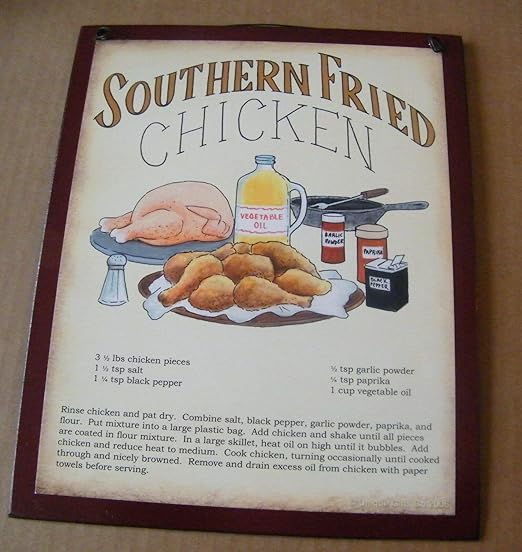 SOUTHERN FRIED
CHICKEN
VEGETABLE
OIL
GARLIC
POWDER
PAPRIKA
BLACK
PEPPER
3 ½ lbs chicken pieces
1 ½ tsp salt
1 ¼ tsp black pepper
½ tsp garlic powder
¼ tsp paprika
1 cup vegetable oil
Rinse chicken and pat dry. Combine salt, black pepper, garlic powder, paprika, and
flour. Put mixture into a large plastic bag. Add chicken and shake until all pieces
are coated in flour mixture. In a large skillet, heat oil on high until it bubbles. Add
chicken and reduce heat to medium. Cook chicken, turning occasionally until cooked
through and nicely browned. Remove and drain excess oil from chicken with paper
towels before serving.